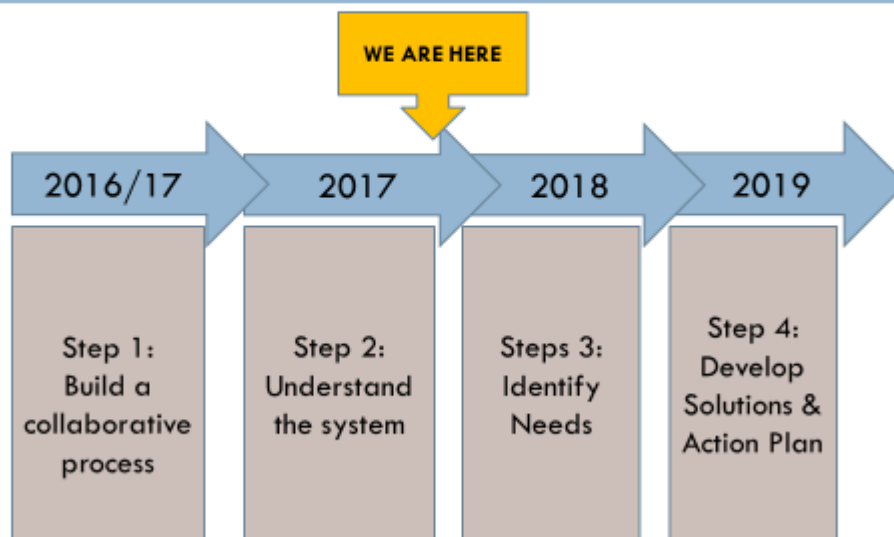 WE ARE HERE
2016/17
2017
2018
2019
Step 1:
Build a
collaborative
process
Step 2:
Understand
the system
Steps 3:
Identify
Needs
Step 4:
Develop
Solutions &
Action Plan